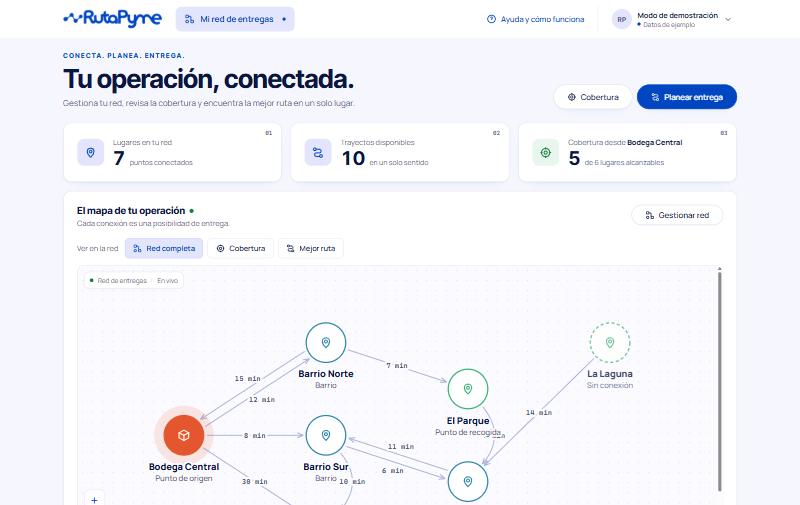 RutaPyme
Mi red de entregas
Ayuda y cómo funciona
RP
Modo de demostración
Datos de ejemplo
CONECTA. PLANEA. ENTREGA.
Tu operación, conectada.
Gestiona tu red, revisa la cobertura y encuentra la mejor ruta en un solo lugar.
Cobertura
Planear entrega
Lugares en tu red
01
7 puntos conectados
Trayectos disponibles
02
10 en un solo sentido
Cobertura desde Bodega Central
03
5 de 6 lugares alcanzables
El mapa de tu operación
Cada conexión es una posibilidad de entrega.
Gestionar red
Ver en la red
Red completa
Cobertura
Mejor ruta
Red de entregas · En vivo
Barrio Norte
Barrio
7 min
La Laguna
Sin conexión
15 min
12 min
El Parque
Punto de recogida
14 min
8 min
11 min
6 min
Bodega Central
Punto de origen
Barrio Sur
Barrio
30 min
10 min
+